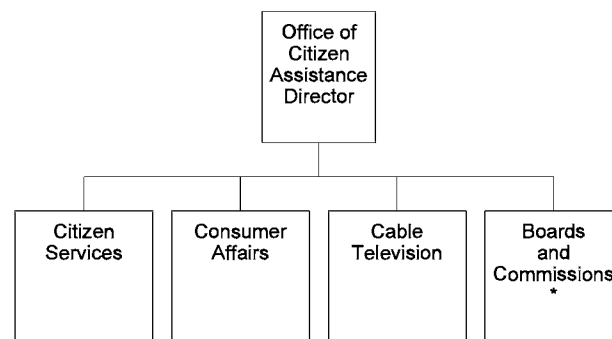 Office of
Citizen
Assistance
Director
Citizen
Services
Consumer
Affairs
Cable
Television
Boards
and
Commissions
*